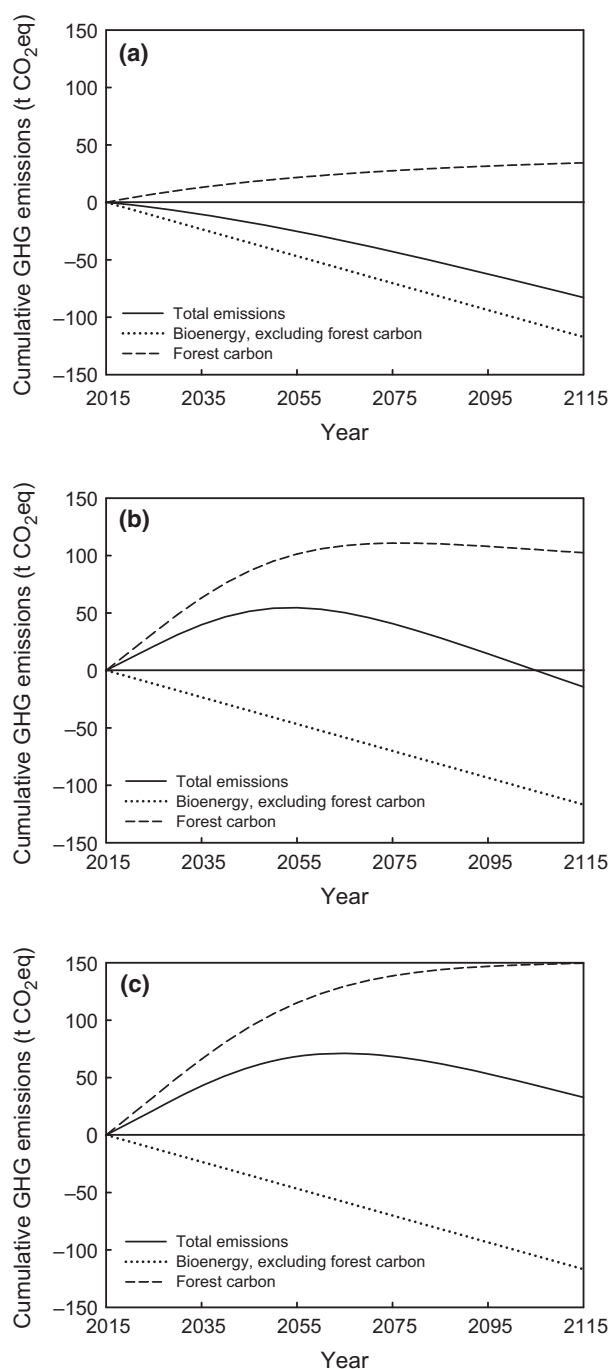 (a)
Cumulative GHG emissions (t CO2eq)
150
100
50
0
−50
−100
−150
Total emissions
Bioenergy, excluding forest carbon
Forest carbon
2015 2035 2055 2075 2095 2115
Year
(b)
Cumulative GHG emissions (t CO2eq)
150
100
50
0
−50
−100
−150
Total emissions
Bioenergy, excluding forest carbon
Forest carbon
2015 2035 2055 2075 2095 2115
Year
(c)
Cumulative GHG emissions (t CO2eq)
150
100
50
0
−50
−100
−150
Total emissions
Bioenergy, excluding forest carbon
Forest carbon
2015 2035 2055 2075 2095 2115
Year